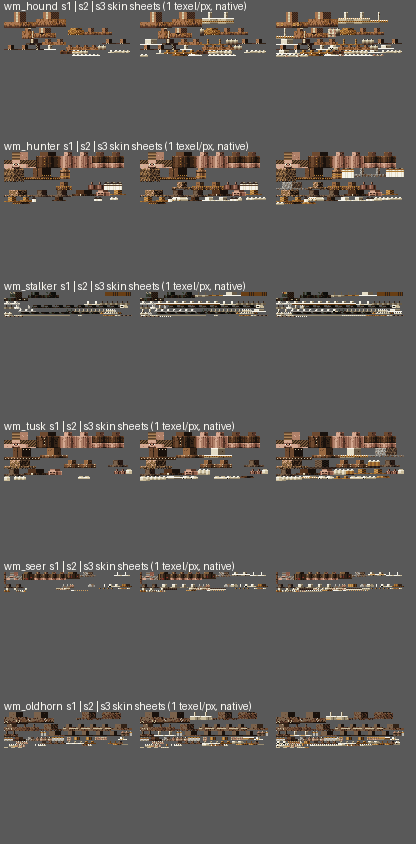 wm_hound s1 | s2 | s3 skin sheets (1 texel/px, native)
wm_hunter s1 | s2 | s3 skin sheets (1 texel/px, native)
wm_stalker s1 | s2 | s3 skin sheets (1 texel/px, native)
wm_tusk s1 | s2 | s3 skin sheets (1 texel/px, native)
wm_seer s1 | s2 | s3 skin sheets (1 texel/px, native)
wm_oldhorn s1 | s2 | s3 skin sheets (1 texel/px, native)